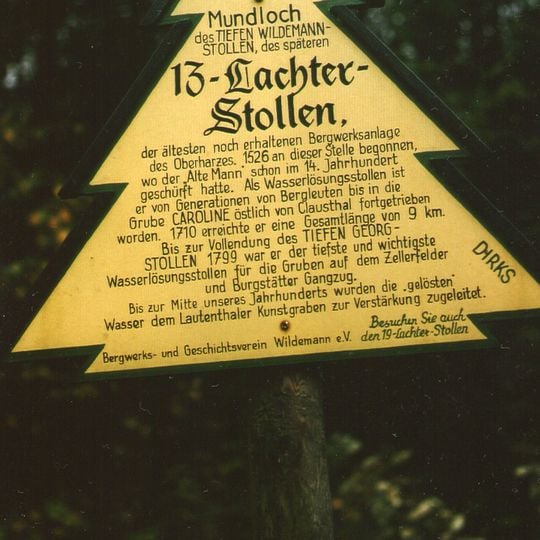 Mundloch
des TIEFEN WILDEMANN-
STOLLEN, des späteren
13-Lachter-
Stollen,
der ältesten noch erhaltenen Bergwerksanlage
des Oberharzes. 1526 an dieser Stelle begonnen,
wo der „Alte Mann" schon im 14. Jahrhundert
geschürft hatte. Als Wasserlösungsstollen ist
er von Generationen von Bergleuten bis in die
Grube CAROLINE östlich von Clausthal fortgetrieben
worden. 1710 erreichte er eine Gesamtlänge von 9 km.
Bis zur Vollendung des TIEFEN GEORG-
STOLLEN 1799 war er der tiefste und wichtigste
Wasserlösungsstollen für die Gruben auf dem Zellerfelder
und Burgstätter Gangzug.
Bis zur Mitte unseres Jahrhunderts wurden die „gelösten"
Wasser dem Lautenthaler Kunstgraben zur Verstärkung zugeleitet.
Bergwerks- und Geschichtsverein Wildemann e.V.
Besuchen Sie auch
den 19-Lachter-Stollen
DIRKS